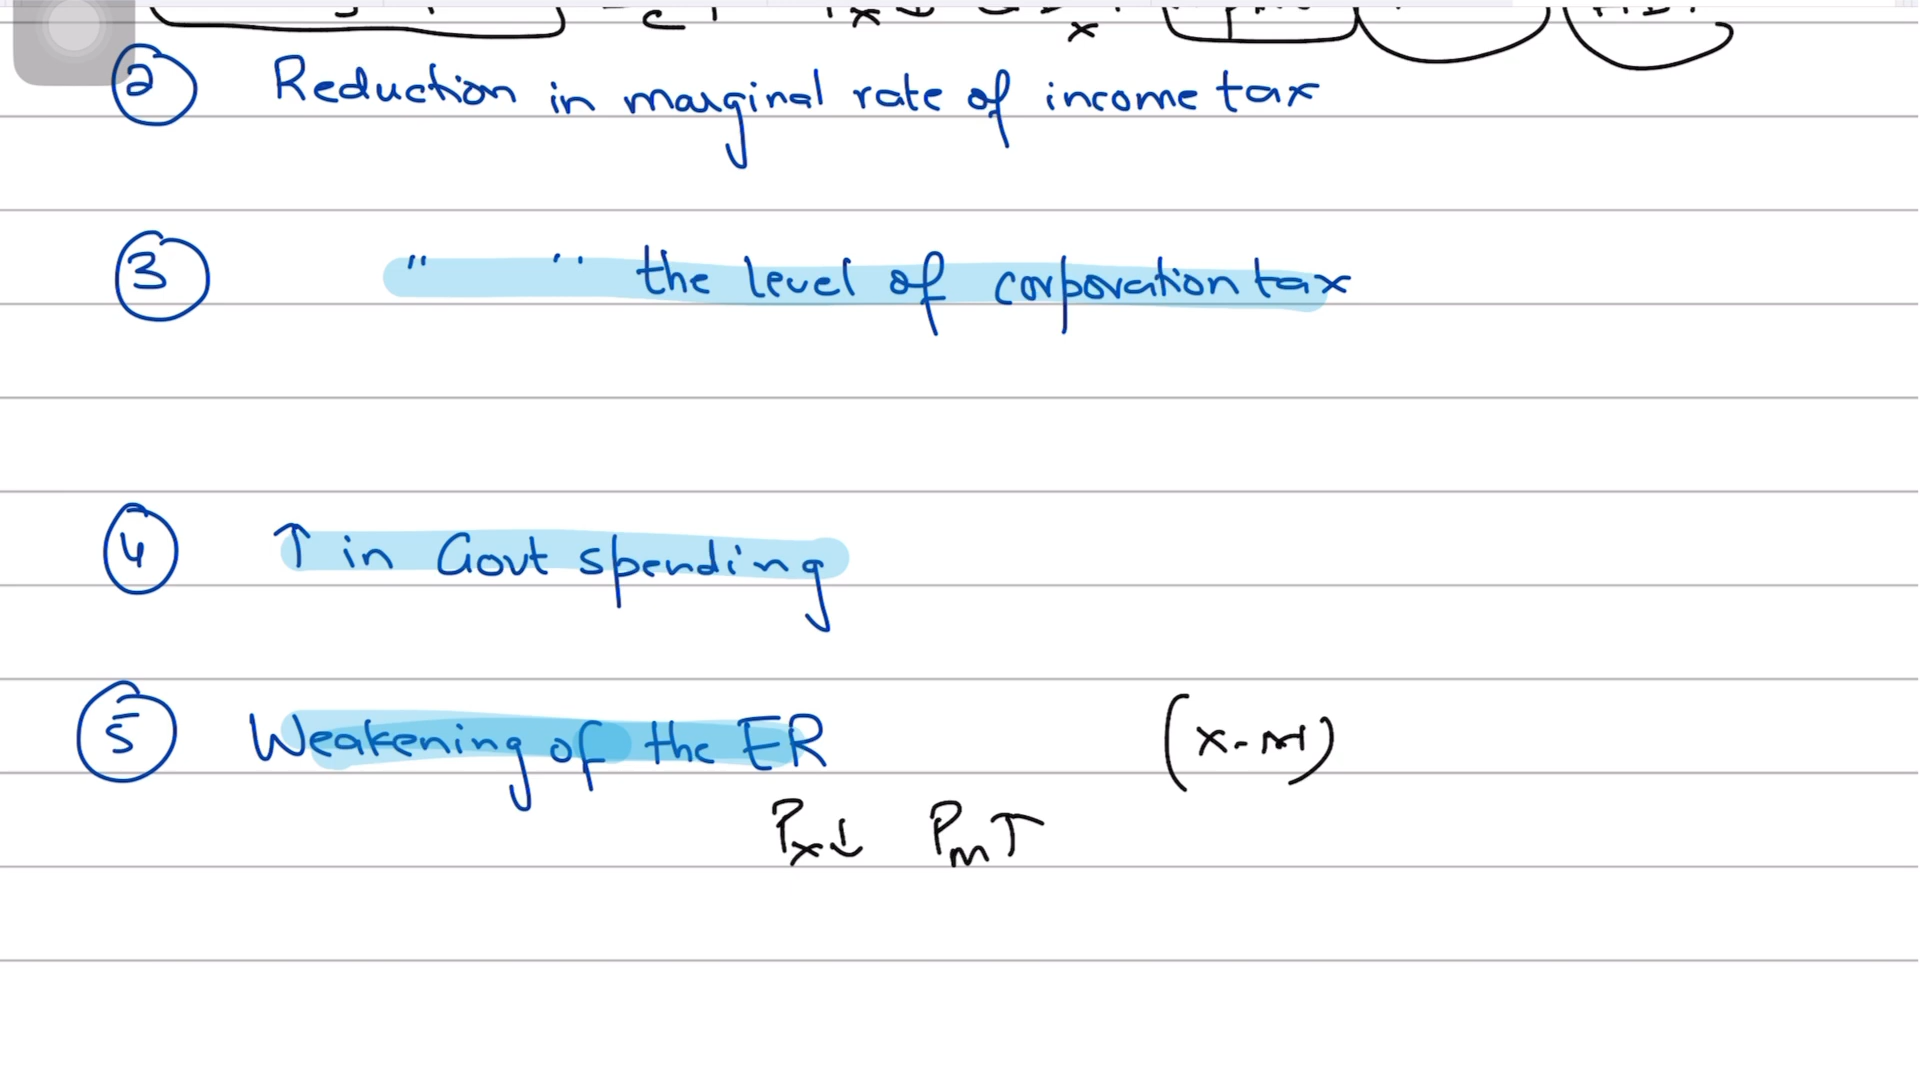 ② Reduction in marginal rate of income tax
③ " " the level of corporation tax
④ ↑ in Govt spending
⑤ Weakening of the ER (x-m)
Px↓ Pm↑